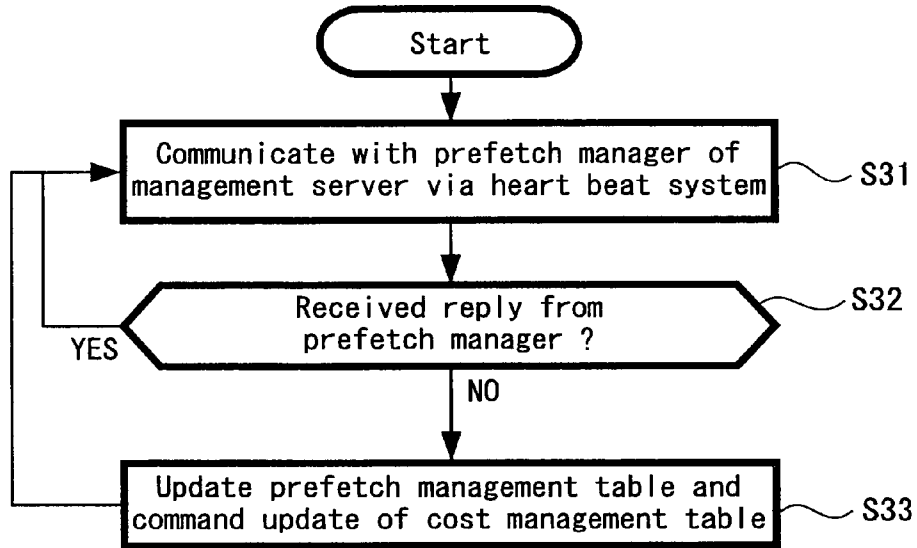 Start
Communicate with prefetch manager of
management server via heart beat system
S31
Received reply from
prefetch manager ?
S32
YES
NO
Update prefetch management table and
command update of cost management table
S33